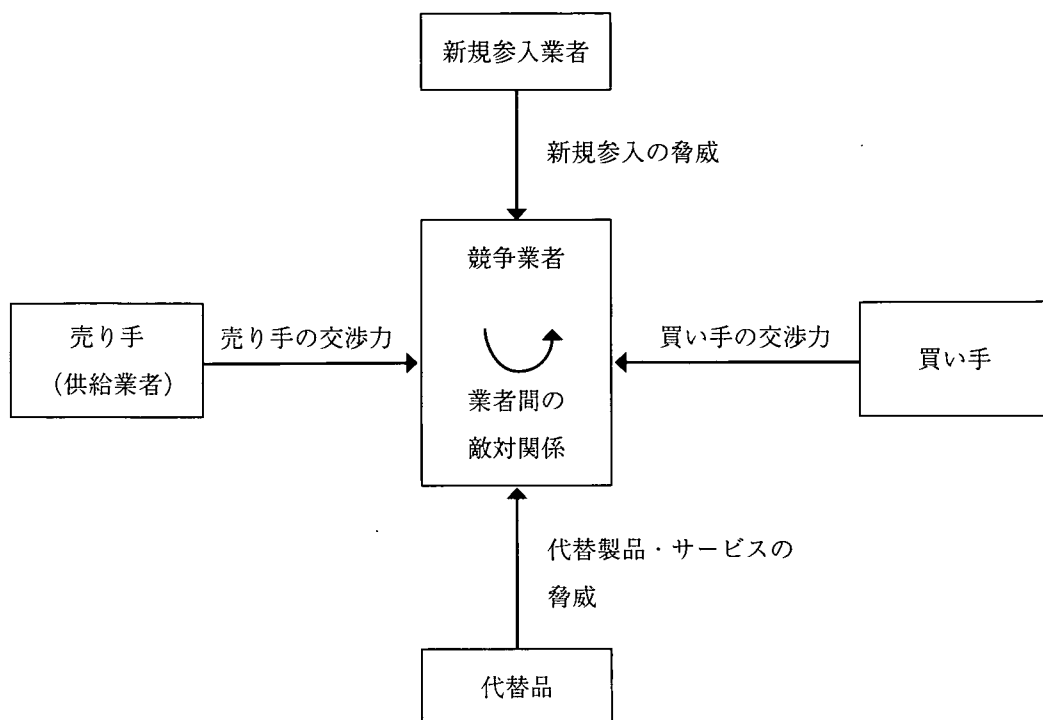 新規参入業者
新規参入の脅威
競争業者
売り手
（供給業者）
売り手の交渉力
買い手の交渉力
買い手
業者間の
敵対関係
代替製品・サービスの
脅威
代替品